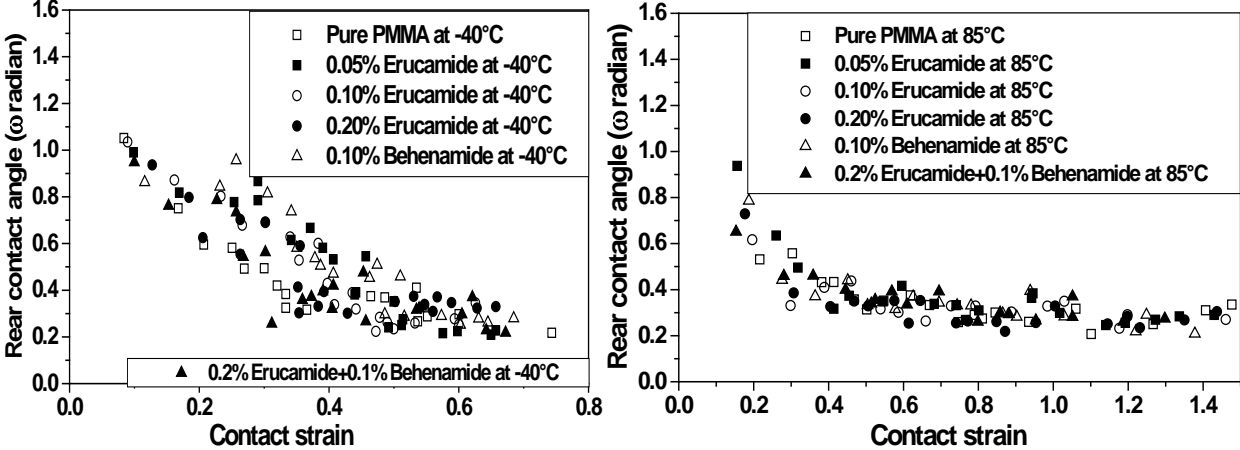 1.6
1.4
1.2
1.0
0.8
0.6
0.4
0.2
0.0
Rear contact angle (ω radian)
Pure PMMA at -40°C
0.05% Erucamide at -40°C
0.10% Erucamide at -40°C
0.20% Erucamide at -40°C
0.10% Behenamide at -40°C
0.2% Erucamide+0.1% Behenamide at -40°C
0.0 0.2 0.4 0.6 0.8
Contact strain
1.6
1.4
1.2
1.0
0.8
0.6
0.4
0.2
0.0
Rear contact angle (ω radian)
Pure PMMA at 85°C
0.05% Erucamide at 85°C
0.10% Erucamide at 85°C
0.20% Erucamide at 85°C
0.10% Behenamide at 85°C
0.2% Erucamide+0.1% Behenamide at 85°C
0.0 0.2 0.4 0.6 0.8 1.0 1.2 1.4
Contact strain